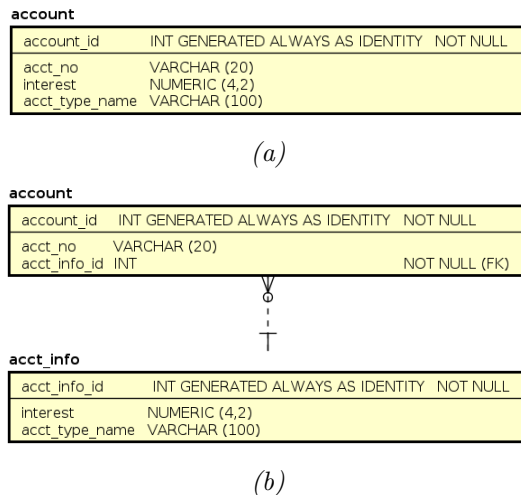 account
account_id INT GENERATED ALWAYS AS IDENTITY NOT NULL
acct_no VARCHAR (20)
interest NUMERIC (4,2)
acct_type_name VARCHAR (100)
(a)
account
account_id INT GENERATED ALWAYS AS IDENTITY NOT NULL
acct_no VARCHAR (20)
acct_info_id INT NOT NULL (FK)
acct_info
acct_info_id INT GENERATED ALWAYS AS IDENTITY NOT NULL
interest NUMERIC (4,2)
acct_type_name VARCHAR (100)
(b)